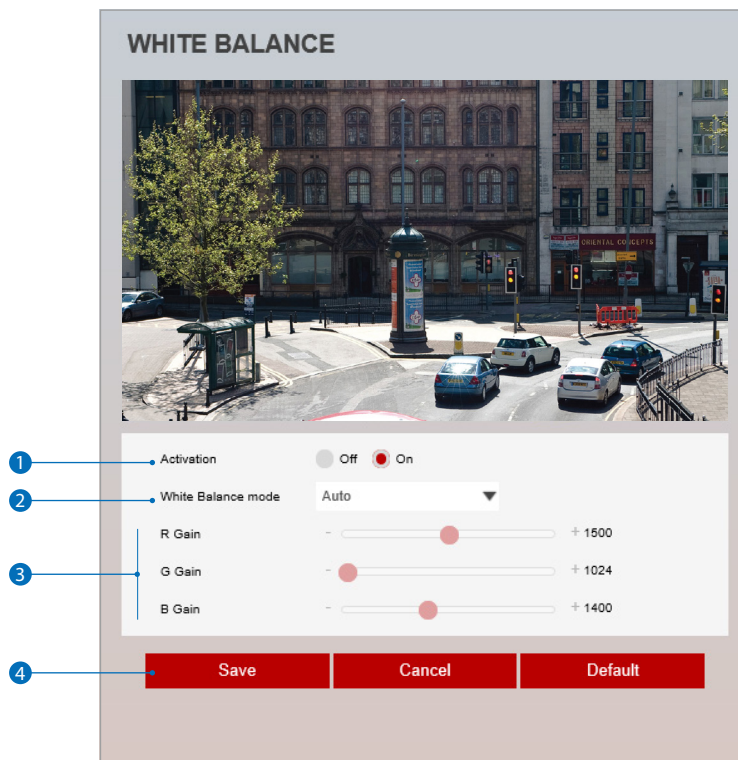 WHITE BALANCE
ORIENTAL CONCEPTS
1 Activation Off On
2 White Balance mode Auto
R Gain - + 1500
3 G Gain - + 1024
B Gain - + 1400
4 Save Cancel Default